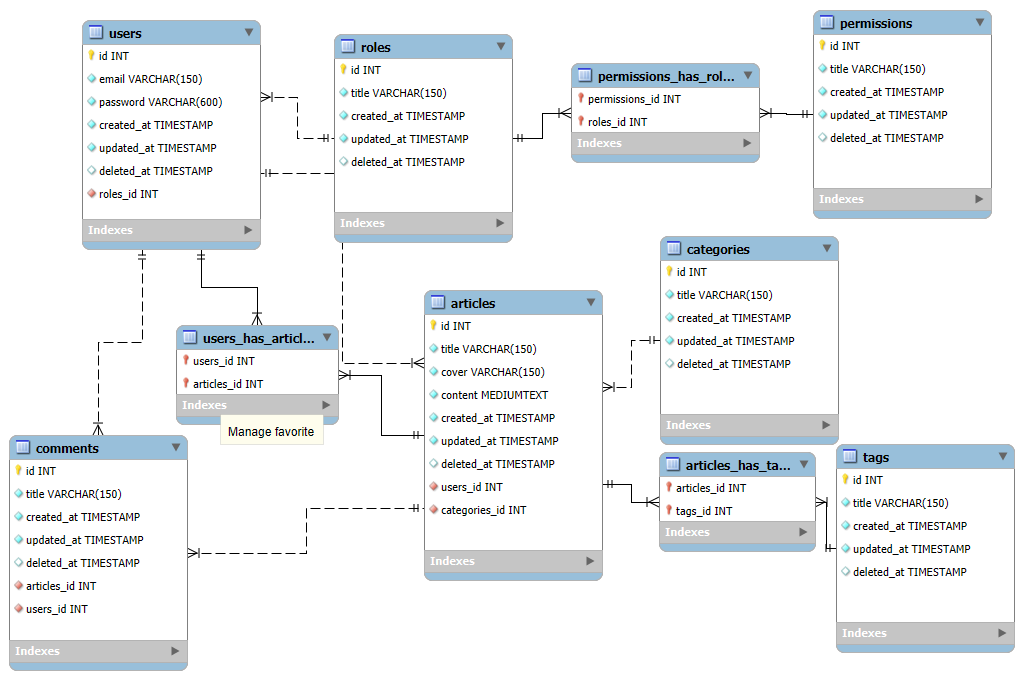 users
id INT
email VARCHAR(150)
password VARCHAR(600)
created_at TIMESTAMP
updated_at TIMESTAMP
deleted_at TIMESTAMP
roles_id INT
Indexes
roles
id INT
title VARCHAR(150)
created_at TIMESTAMP
updated_at TIMESTAMP
deleted_at TIMESTAMP
Indexes
permissions_has_rol...
permissions_id INT
roles_id INT
Indexes
permissions
id INT
title VARCHAR(150)
created_at TIMESTAMP
updated_at TIMESTAMP
deleted_at TIMESTAMP
Indexes
users_has_articl...
users_id INT
articles_id INT
Indexes
Manage favorite
articles
id INT
title VARCHAR(150)
cover VARCHAR(150)
content MEDIUMTEXT
created_at TIMESTAMP
updated_at TIMESTAMP
deleted_at TIMESTAMP
users_id INT
categories_id INT
Indexes
categories
id INT
title VARCHAR(150)
created_at TIMESTAMP
updated_at TIMESTAMP
deleted_at TIMESTAMP
Indexes
comments
id INT
title VARCHAR(150)
created_at TIMESTAMP
updated_at TIMESTAMP
deleted_at TIMESTAMP
articles_id INT
users_id INT
Indexes
articles_has_ta...
articles_id INT
tags_id INT
Indexes
tags
id INT
title VARCHAR(150)
created_at TIMESTAMP
updated_at TIMESTAMP
deleted_at TIMESTAMP
Indexes